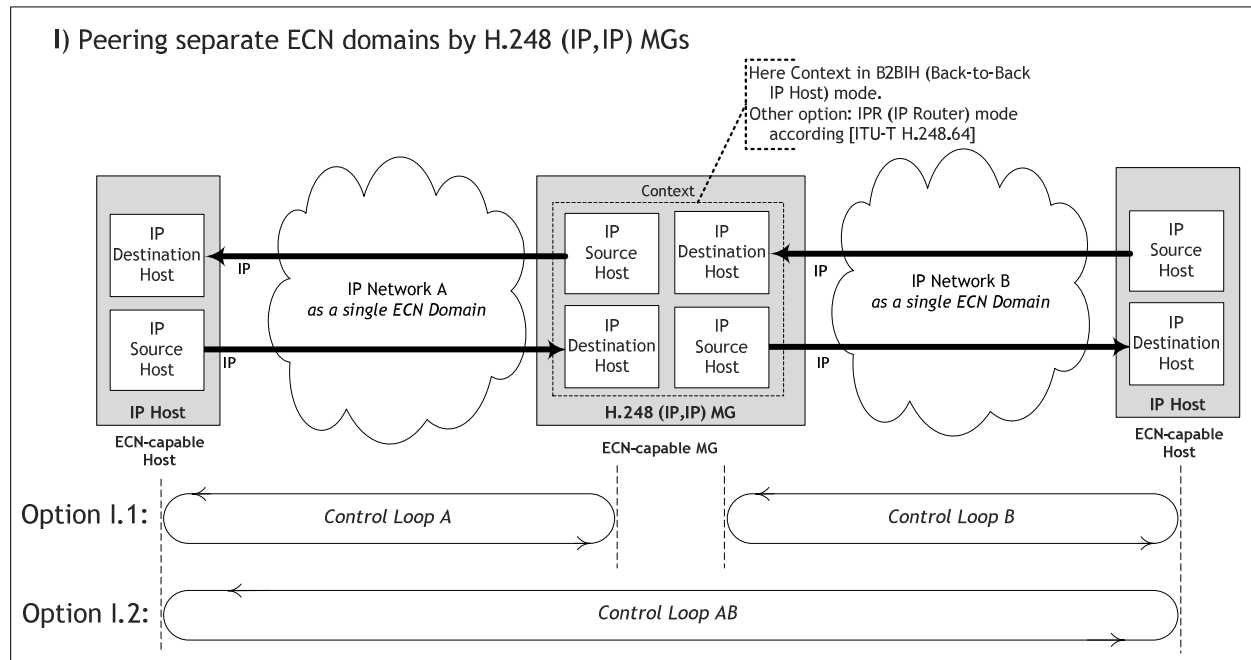 I) Peering separate ECN domains by H.248 (IP,IP) MGs
Here Context in B2BIH (Back-to-Back
IP Host) mode.
Other option: IPR (IP Router) mode
according [ITU-T H.248.64]
Context
IP
Destination
Host
IP
Source
Host
IP Host
ECN-capable
Host
IP
IP
IP Network A
as a single ECN Domain
IP
Source
Host
IP
Destination
Host
IP
Destination
Host
IP
Source
Host
H.248 (IP,IP) MG
ECN-capable MG
IP
IP
IP Network B
as a single ECN Domain
IP
Source
Host
IP
Destination
Host
IP Host
ECN-capable
Host
Option I.1:
Control Loop A
Control Loop B
Option I.2:
Control Loop AB